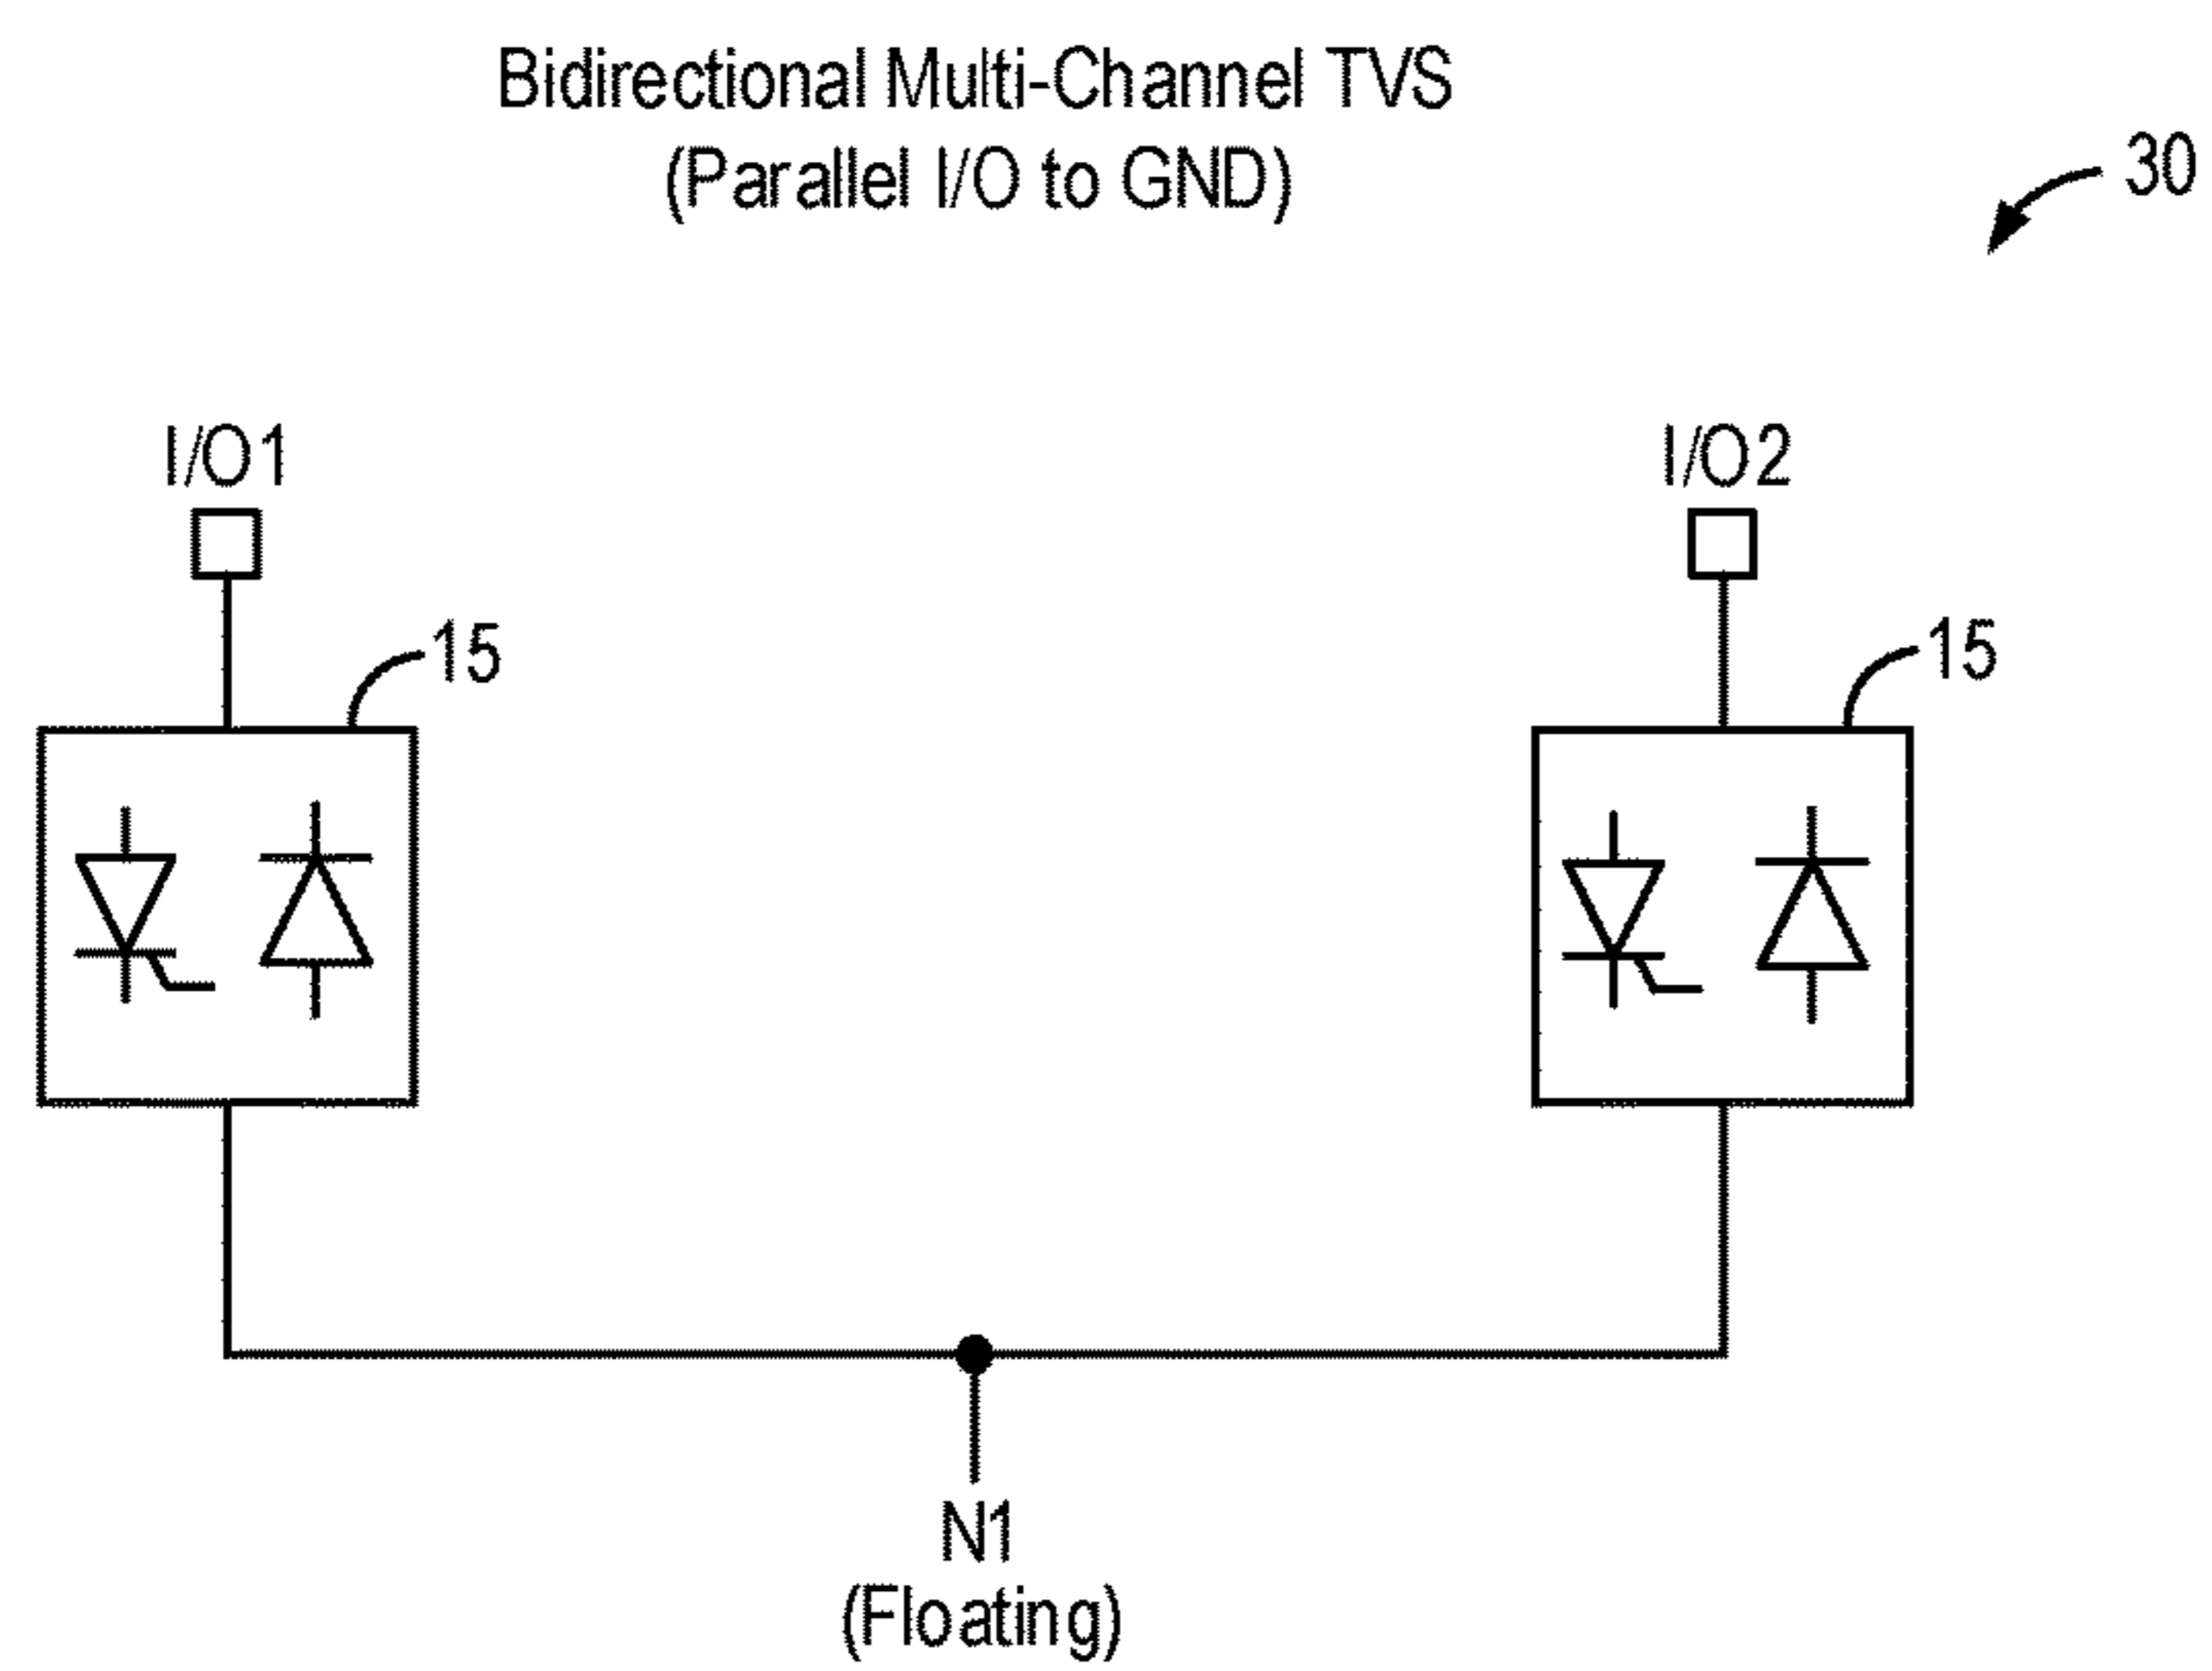 Bidirectional Multi-Channel TVS
(Parallel I/O to GND)
30
I/O1
I/O2
15
15
N1
(Floating)